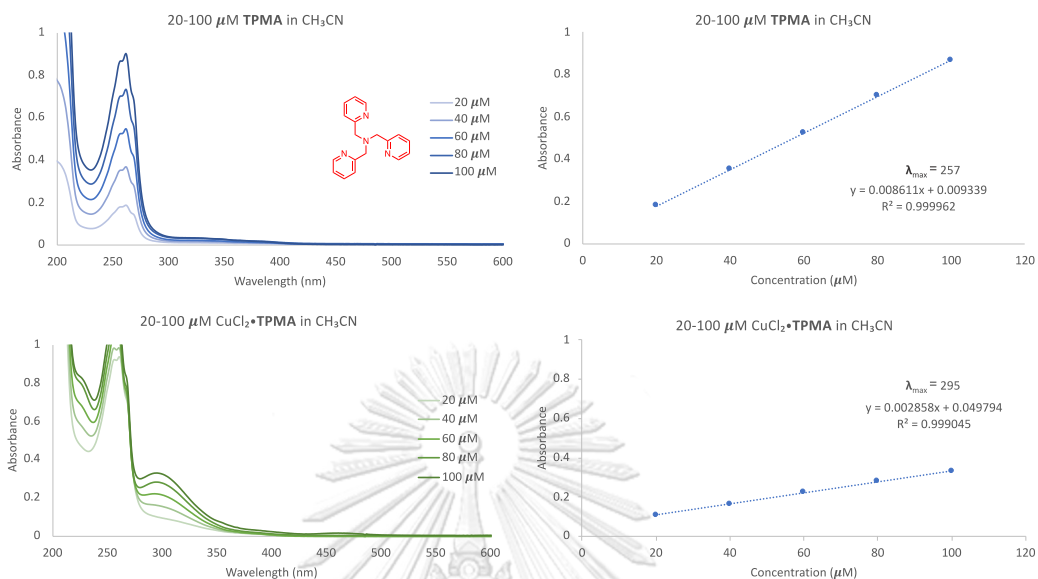 20-100 𝝁M TPMA in CH₃CN
Absorbance
1
0.8
0.6
0.4
0.2
0
200
250
300
350
400
450
500
550
600
Wavelength (nm)
N
N
N
N
20 𝝁M
40 𝝁M
60 𝝁M
80 𝝁M
100 𝝁M
20-100 𝝁M TPMA in CH₃CN
Absorbance
1
0.8
0.6
0.4
0.2
0
0
20
40
60
80
100
120
Concentration (𝝁M)
λmax = 257
y = 0.008611x + 0.009339
R² = 0.999962
20-100 𝝁M CuCl₂•TPMA in CH₃CN
Absorbance
1
0.8
0.6
0.4
0.2
0
200
250
300
350
400
450
500
550
600
Wavelength (nm)
20 𝝁M
40 𝝁M
60 𝝁M
80 𝝁M
100 𝝁M
20-100 𝝁M CuCl₂•TPMA in CH₃CN
Absorbance
1
0.8
0.6
0.4
0.2
0
0
20
40
60
80
100
120
Concentration (𝝁M)
λmax = 295
y = 0.002858x + 0.049794
R² = 0.999045